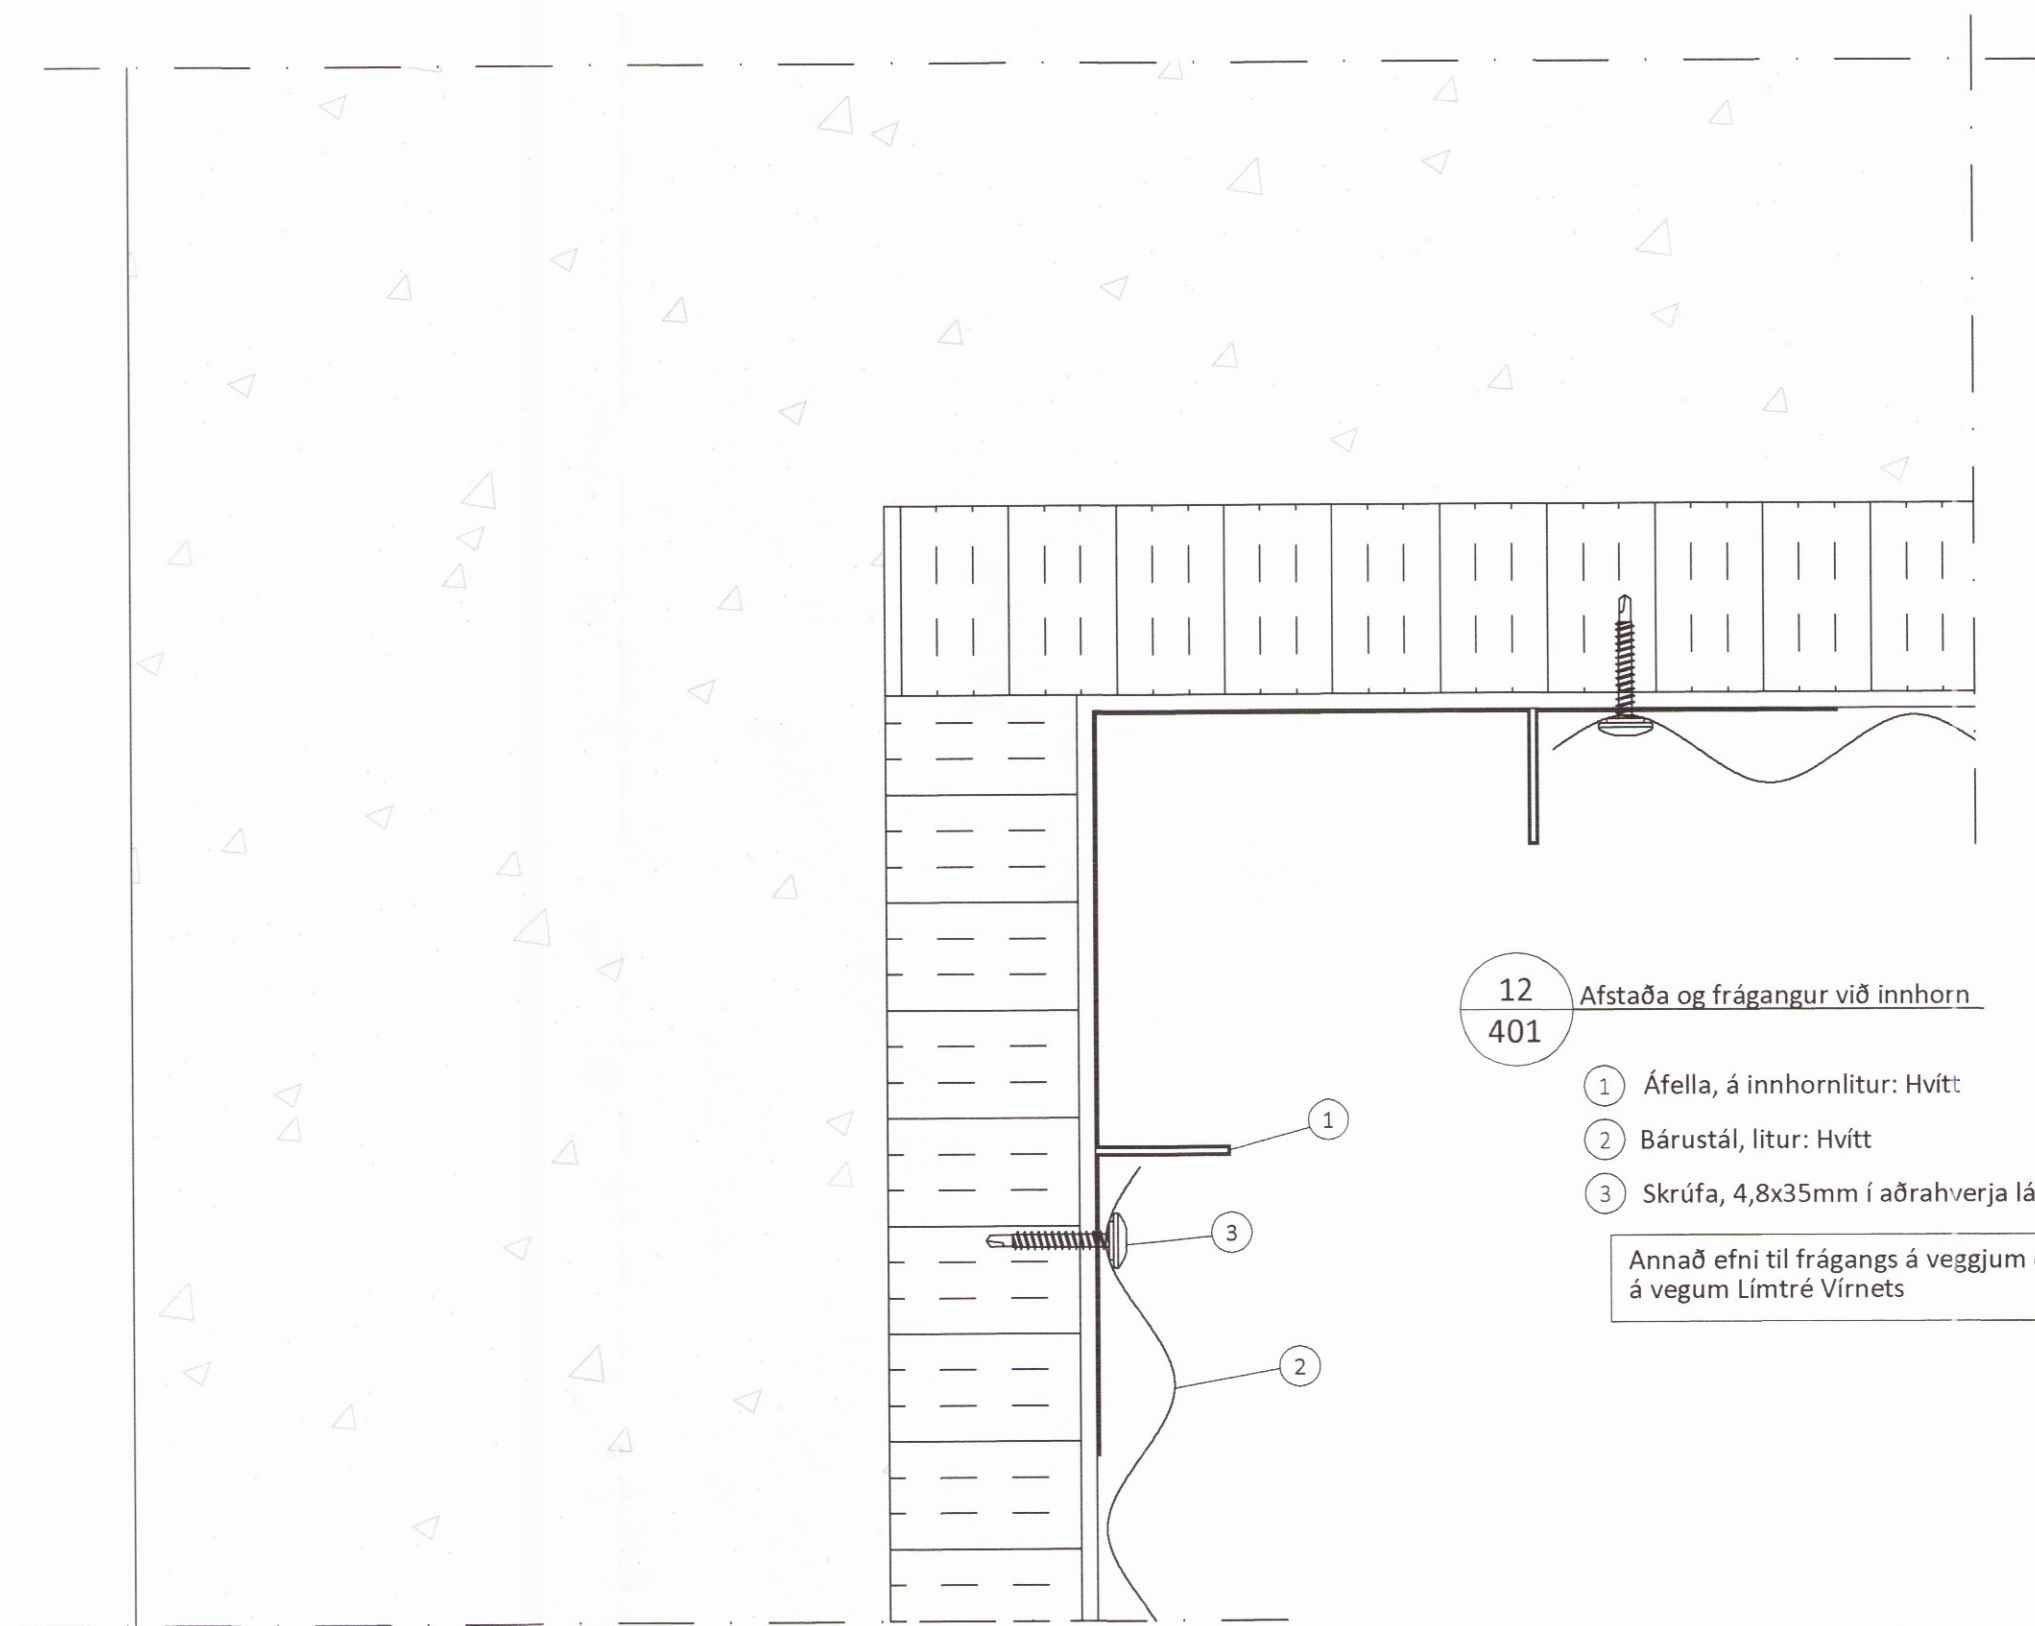 12
401
Afstaða og frágangur við innhorn
1 Áfella, á innhornlitur: Hvítt
2 Bárustál, litur: Hvítt
3 Skrúfa, 4,8x35mm í aðrahverja
Annað efni til frágangs á veggjum
á vegum Límtré Vírnets
1
3
2